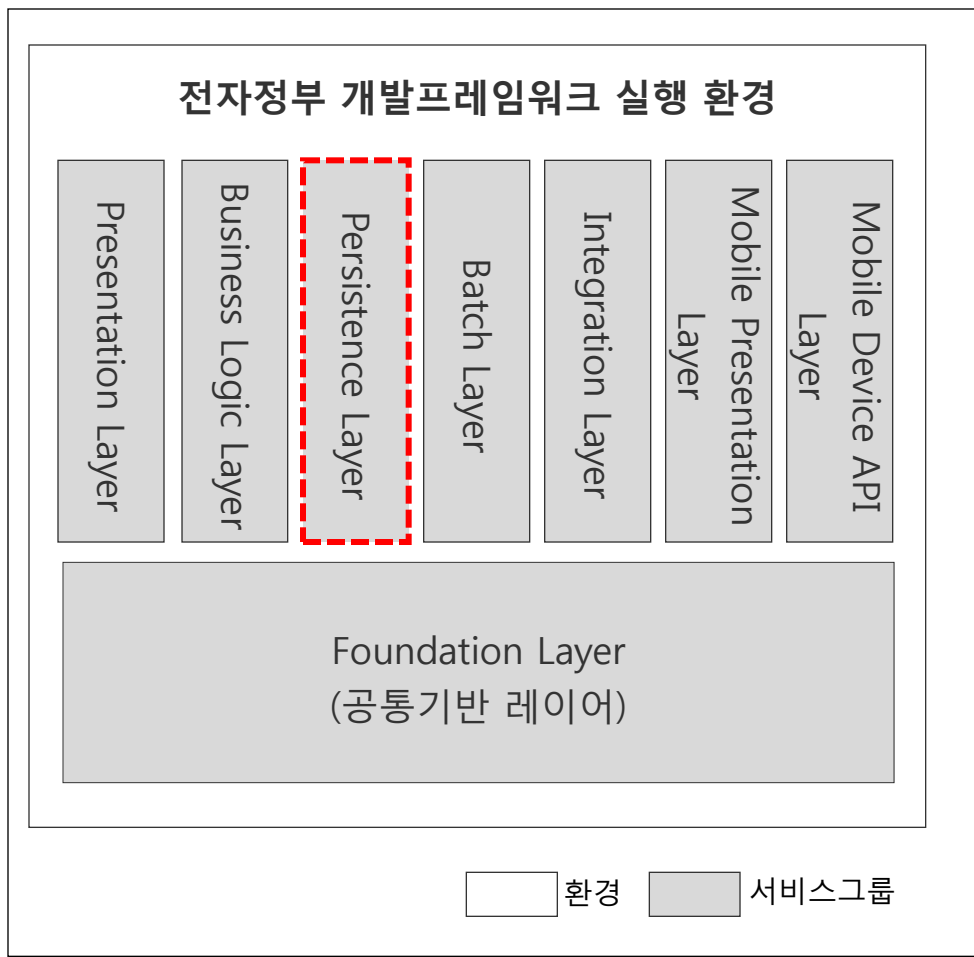 전자정부 개발프레임워크 실행 환경
Presentation Layer
Business Logic Layer
Persistence Layer
Batch Layer
Integration Layer
Mobile Presentation
Layer
Mobile Device API
Layer
Foundation Layer
(공통기반 레이어)
환경
서비스그룹